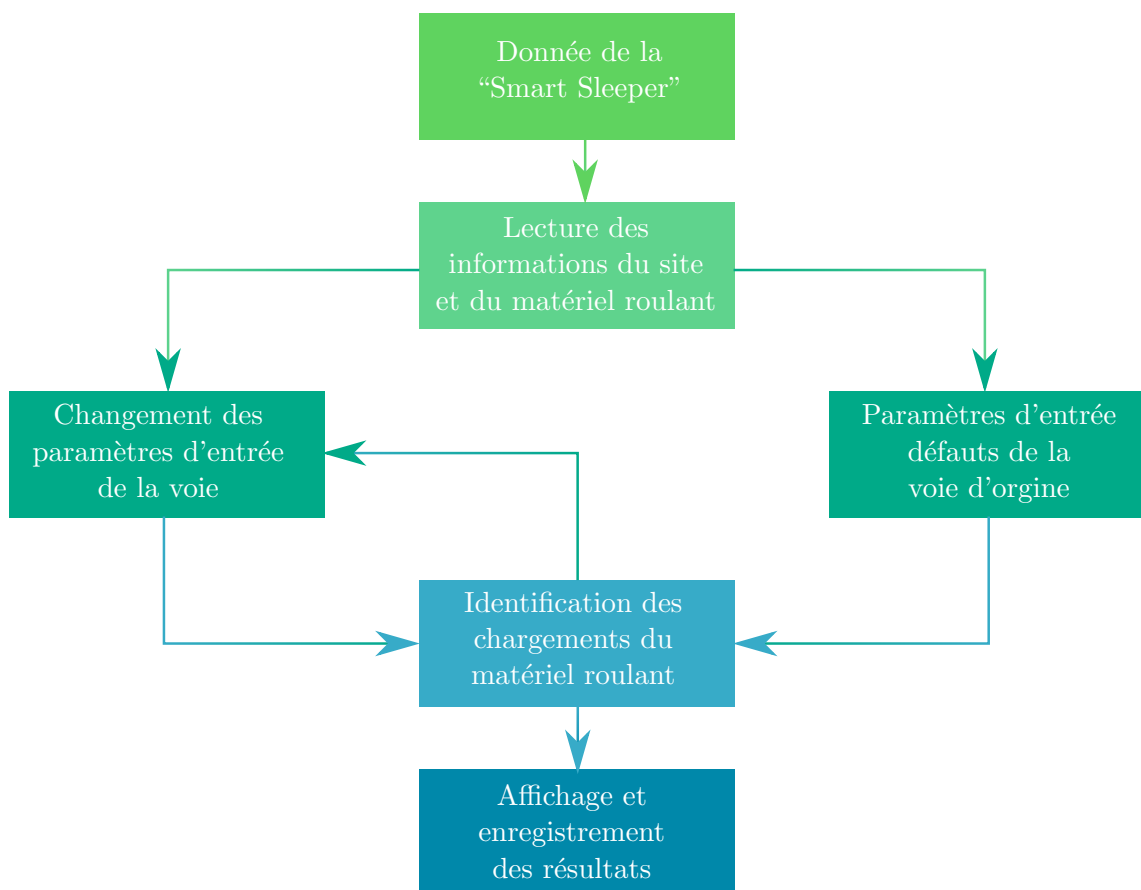 Donnée de la
“Smart Sleeper”
Lecture des
informations du site
et du matériel roulant
Changement des
paramètres d'entrée
de la voie
Paramètres d'entrée
défauts de la
voie d'orgine
Identification des
chargements du
matériel roulant
Affichage et
enregistrement
des résultats